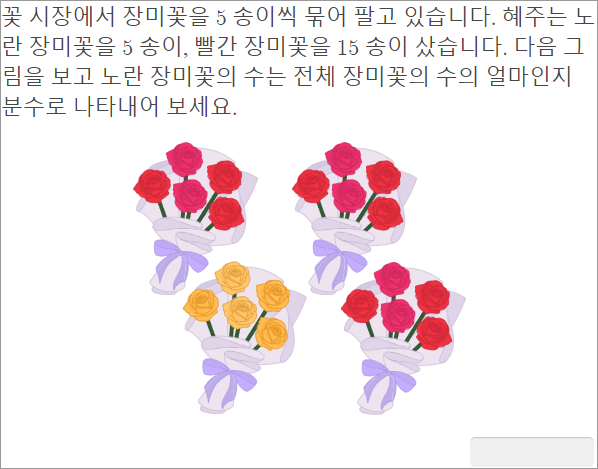 꽃 시장에서 장미꽃을 5 송이씩 묶어 팔고 있습니다. 혜주는 노
란 장미꽃을 5 송이, 빨간 장미꽃을 15 송이 샀습니다. 다음 그
림을 보고 노란 장미꽃의 수는 전체 장미꽃의 수의 얼마인지
분수로 나타내어 보세요.